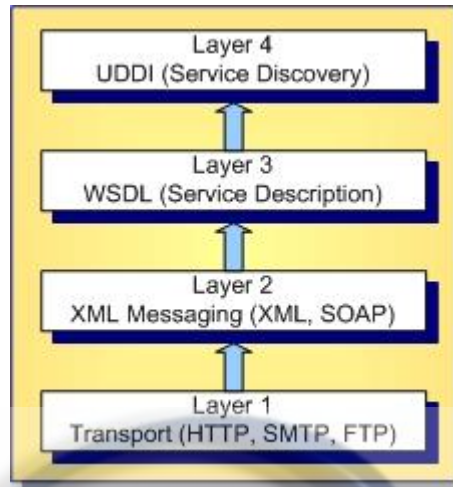 Layer 4
UDDI (Service Discovery)
Layer 3
WSDL (Service Description)
Layer 2
XML Messaging (XML, SOAP)
Layer 1
Transport (HTTP, SMTP, FTP)